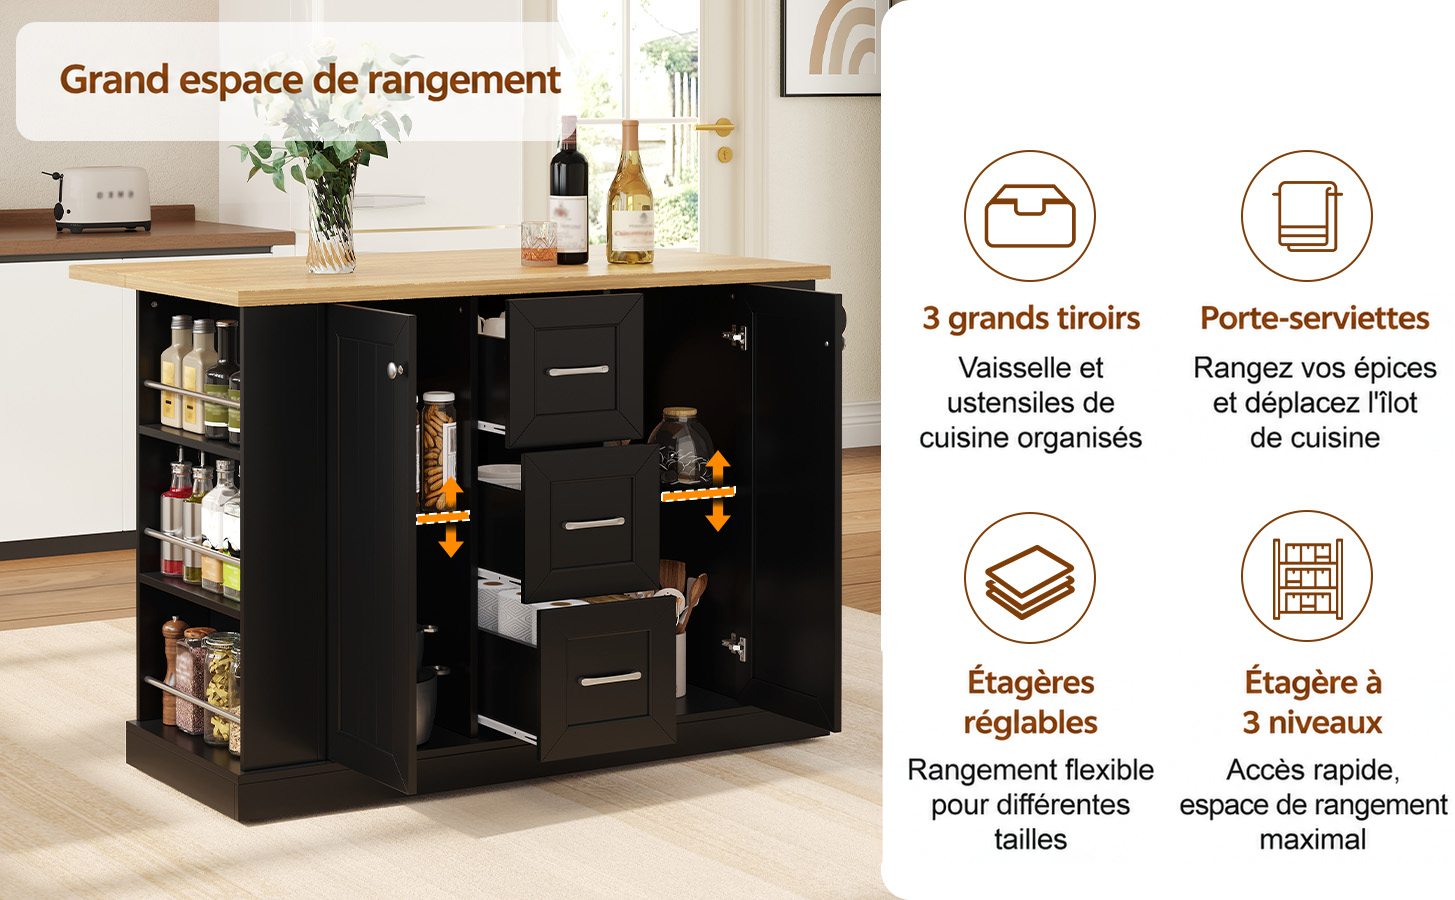 Grand espace de rangement
3 grands tiroirs
Vaisselle et
ustensiles de
cuisine organisés
Porte-serviettes
Rangez vos épices
et déplacez l'îlot
de cuisine
Étagères
réglables
Rangement flexible
pour différentes
tailles
Étagère à
3 niveaux
Accès rapide,
espace de rangement
maximal